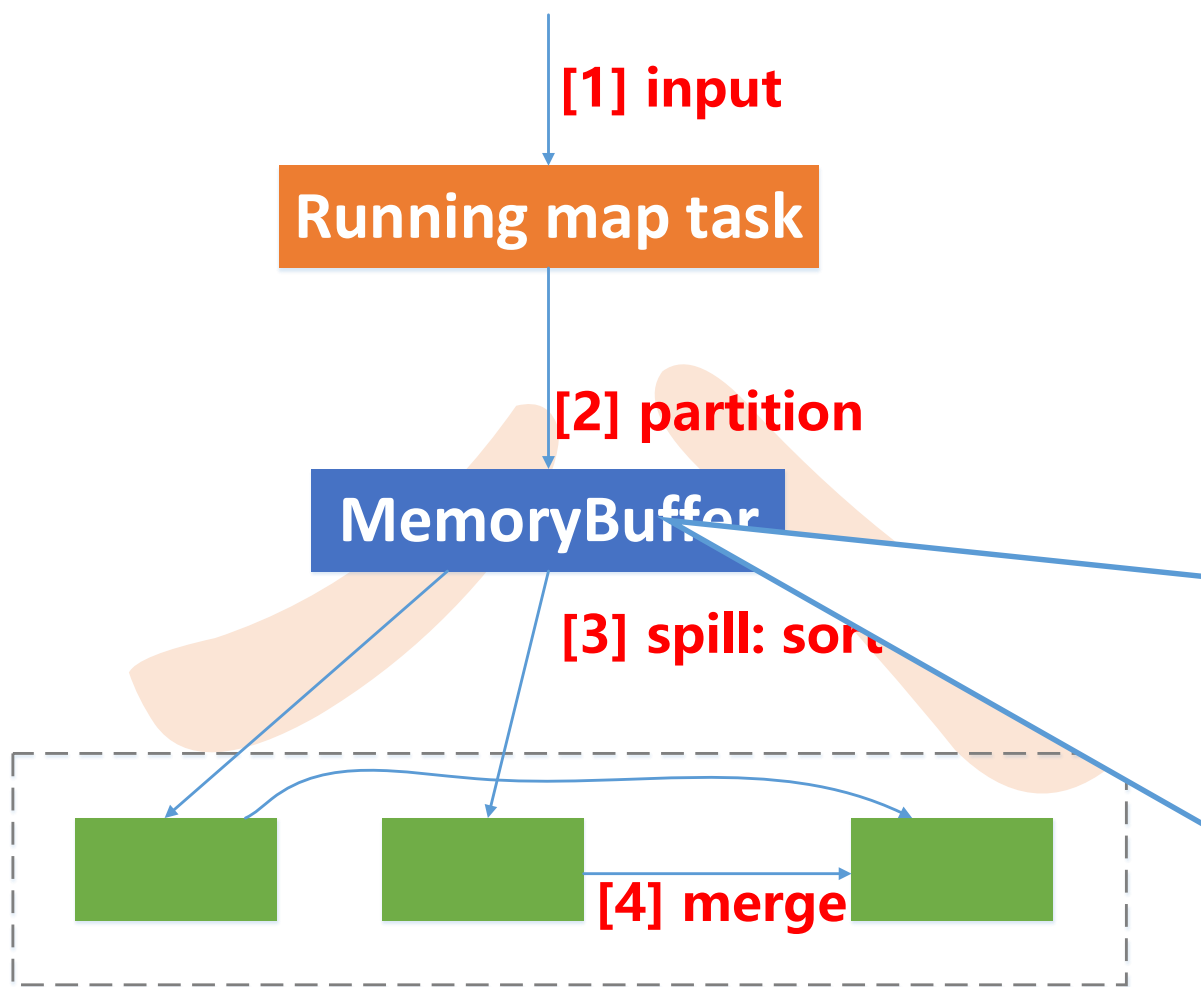 [1] input
Running map task
[2] partition
MemoryBuffer
[3] spill: sort
[4] merge